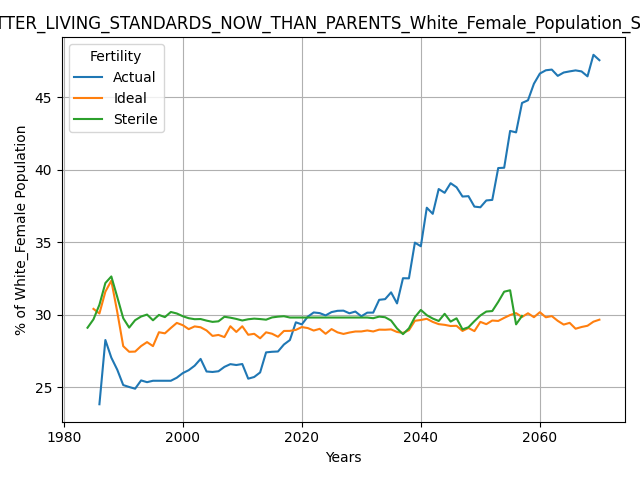 TTER_LIVING_STANDARDS_NOW_THAN_PARENTS_White_Female_Population_S
Fertility
Actual
Ideal
Sterile
% of White_Female Population
45
40
35
30
25
1980
2000
2020
2040
2060
Years